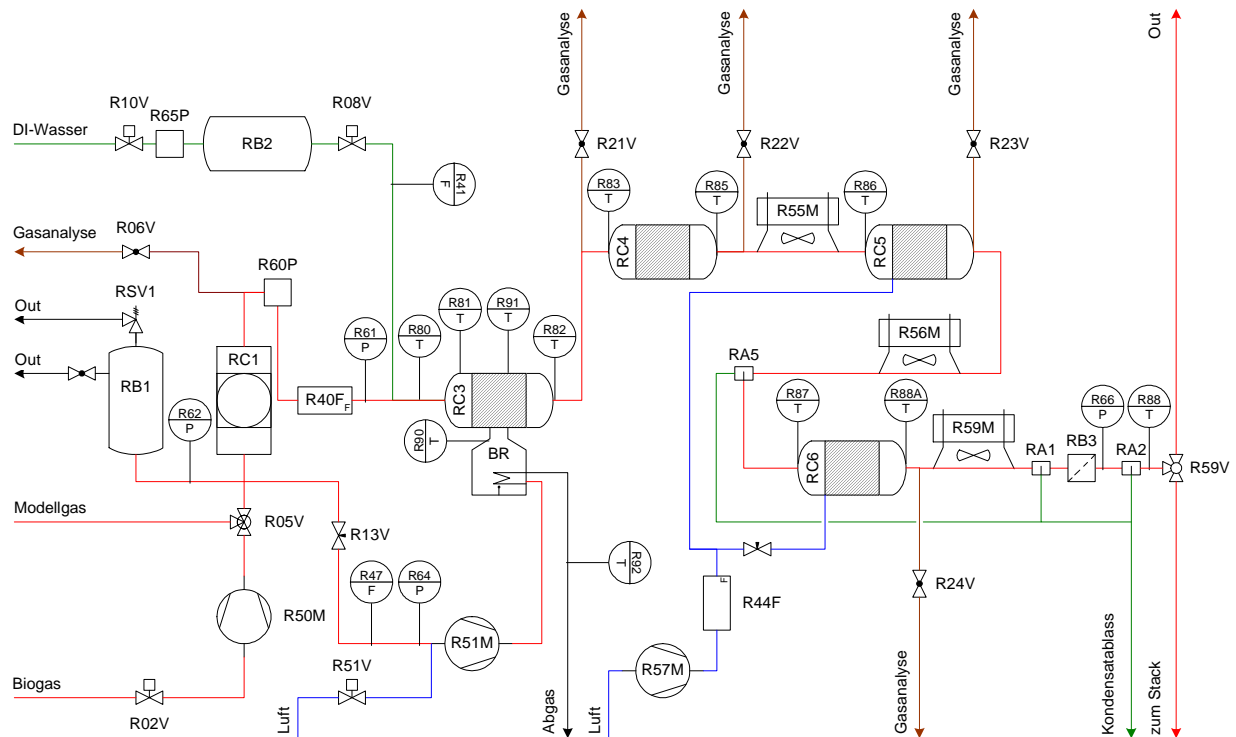 Gasanalyse
Gasanalyse
Gasanalyse
Out
R10V
R65P
R08V
DI-Wasser
RB2
R21V
R22V
R23V
R41
F
R83
T
R85
T
R55M
R86
T
RC4
RC5
Gasanalyse
R06V
R60P
RSV1
Out
Out
RB1
RC1
R62
P
R40F
F
R61
P
R80
T
R81
T
R91
T
R82
T
RC3
R90
T
BR
R56M
RA5
R87
T
R88A
T
R59M
RC6
R66
P
R88
T
RA1
RB3
RA2
R59V
Modellgas
R05V
R13V
R92
T
R50M
R47
F
R64
P
R51M
F
R44F
R24V
R57M
Biogas
R02V
R51V
Luft
Abgas
Luft
Gasanalyse
Kondensatablass
zum Stack